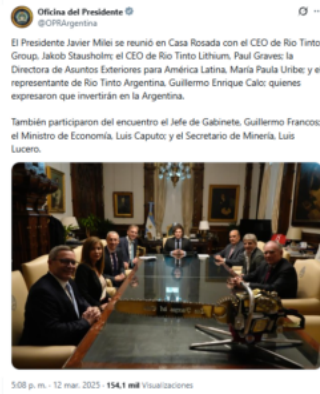 Oficina del Presidente
@OPRArgentina
El Presidente Javier Milei se reunió en Casa Rosada con el CEO de Rio Tinto
Group, Jakob Stausholm; el CEO de Rio Tinto Lithium, Paul Graves; la
Directora de Asuntos Exteriores para América Latina, María Paula Uribe; y el
representante de Rio Tinto Argentina, Guillermo Enrique Calo; quienes
expresaron que invertirán en la Argentina.
También participaron del encuentro el Jefe de Gabinete, Guillermo Francos;
el Ministro de Economía, Luis Caputo; y el Secretario de Minería, Luis
Lucero.
5:08 p. m. · 12 mar. 2025 · 154,1 mil Visualizaciones